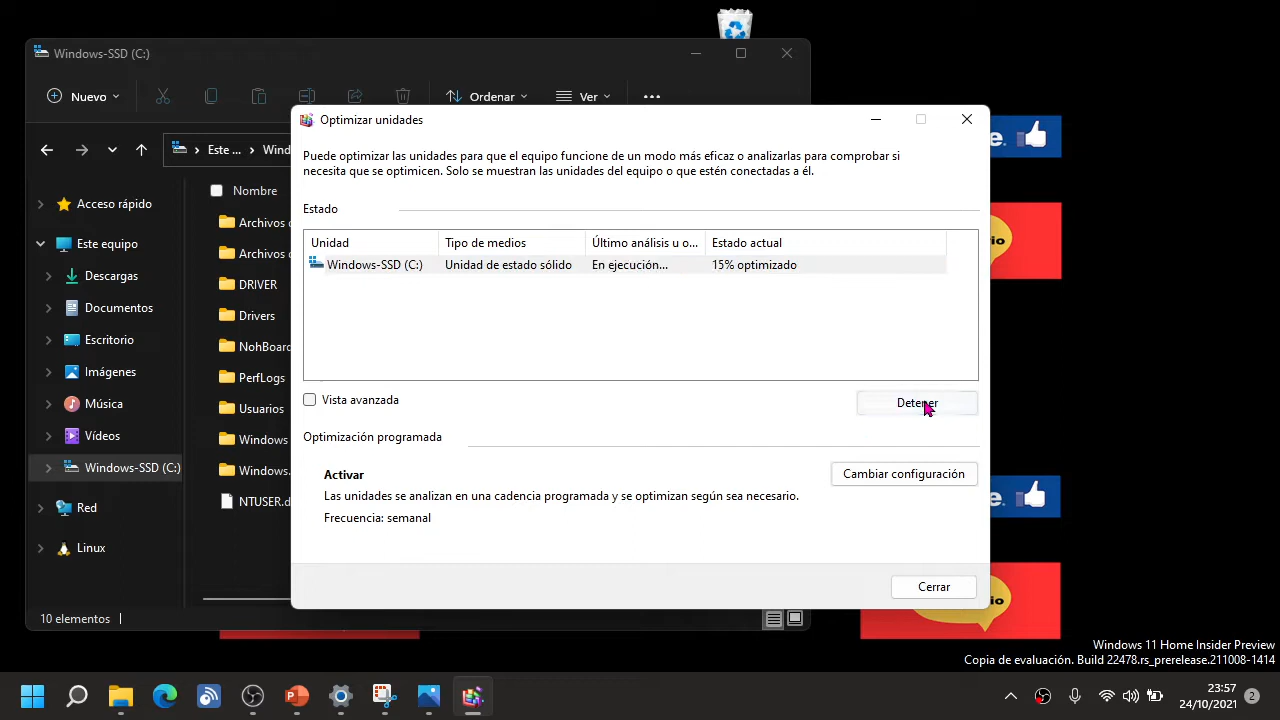 Windows-SSD (C:)
Nuevo
Ordenar
Ver
Este ...
Wind
Nombre
Acceso rápido
Este equipo
Descargas
Documentos
Escritorio
Imágenes
Música
Vídeos
Windows-SSD (C:)
Red
Linux
Archivos
Archivos
DRIVER
Drivers
NohBoard
PerfLogs
Usuarios
Windows
Windows.
NTUSER.d
10 elementos
Optimizar unidades
Puede optimizar las unidades para que el equipo funcione de un modo más eficaz o analizarlas para comprobar si
necesita que se optimicen. Solo se muestran las unidades del equipo o que estén conectadas a él.
Estado
Unidad Tipo de medios Último análisis u o... Estado actual
Windows-SSD (C:) Unidad de estado sólido En ejecución... 15% optimizado
Vista avanzada
Detener
Optimización programada
Activar
Cambiar configuración
Las unidades se analizan en una cadencia programada y se optimizan según sea necesario.
Frecuencia: semanal
Cerrar
e.
io
e.
io
Windows 11 Home Insider Preview
Copia de evaluación. Build 22478.rs_prerelease.211008-1414
23:57
24/10/2021
2